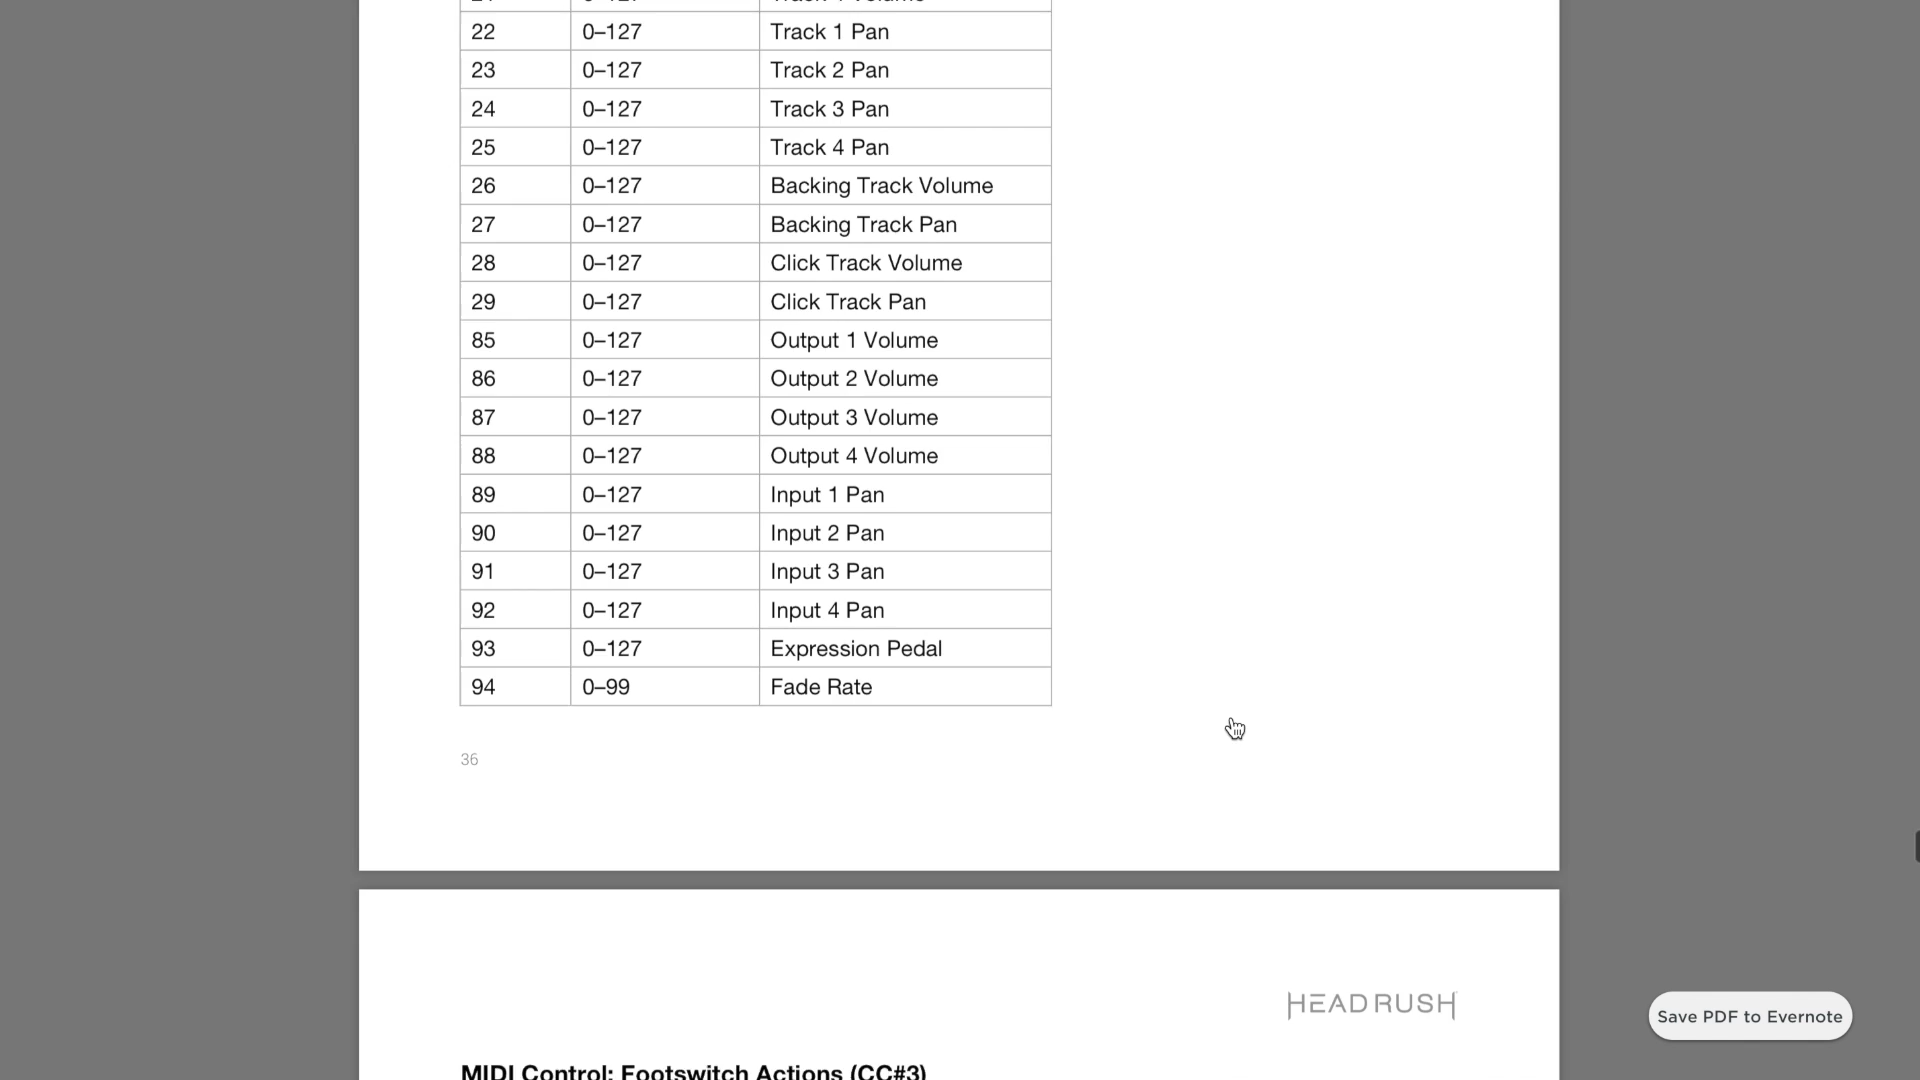 22 0–127 Track 1 Pan
23 0–127 Track 2 Pan
24 0–127 Track 3 Pan
25 0–127 Track 4 Pan
26 0–127 Backing Track Volume
27 0–127 Backing Track Pan
28 0–127 Click Track Volume
29 0–127 Click Track Pan
85 0–127 Output 1 Volume
86 0–127 Output 2 Volume
87 0–127 Output 3 Volume
88 0–127 Output 4 Volume
89 0–127 Input 1 Pan
90 0–127 Input 2 Pan
91 0–127 Input 3 Pan
92 0–127 Input 4 Pan
93 0–127 Expression Pedal
94 0–99 Fade Rate
36
HEADRUSH
Save PDF to Evernote
MIDI Control: Footswitch Actions (CC#3)